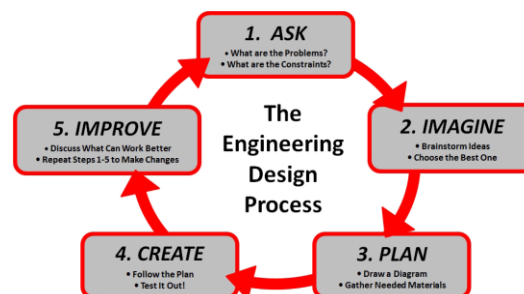 1. ASK
• What are the Problems?
• What are the Constraints?
2. IMAGINE
• Brainstorm Ideas
• Choose the Best One
3. PLAN
• Draw a Diagram
• Gather Needed Materials
4. CREATE
• Follow the Plan
• Test It Out!
5. IMPROVE
• Discuss What Can Work Better
• Repeat Steps 1-5 to Make Changes
The
Engineering
Design
Process